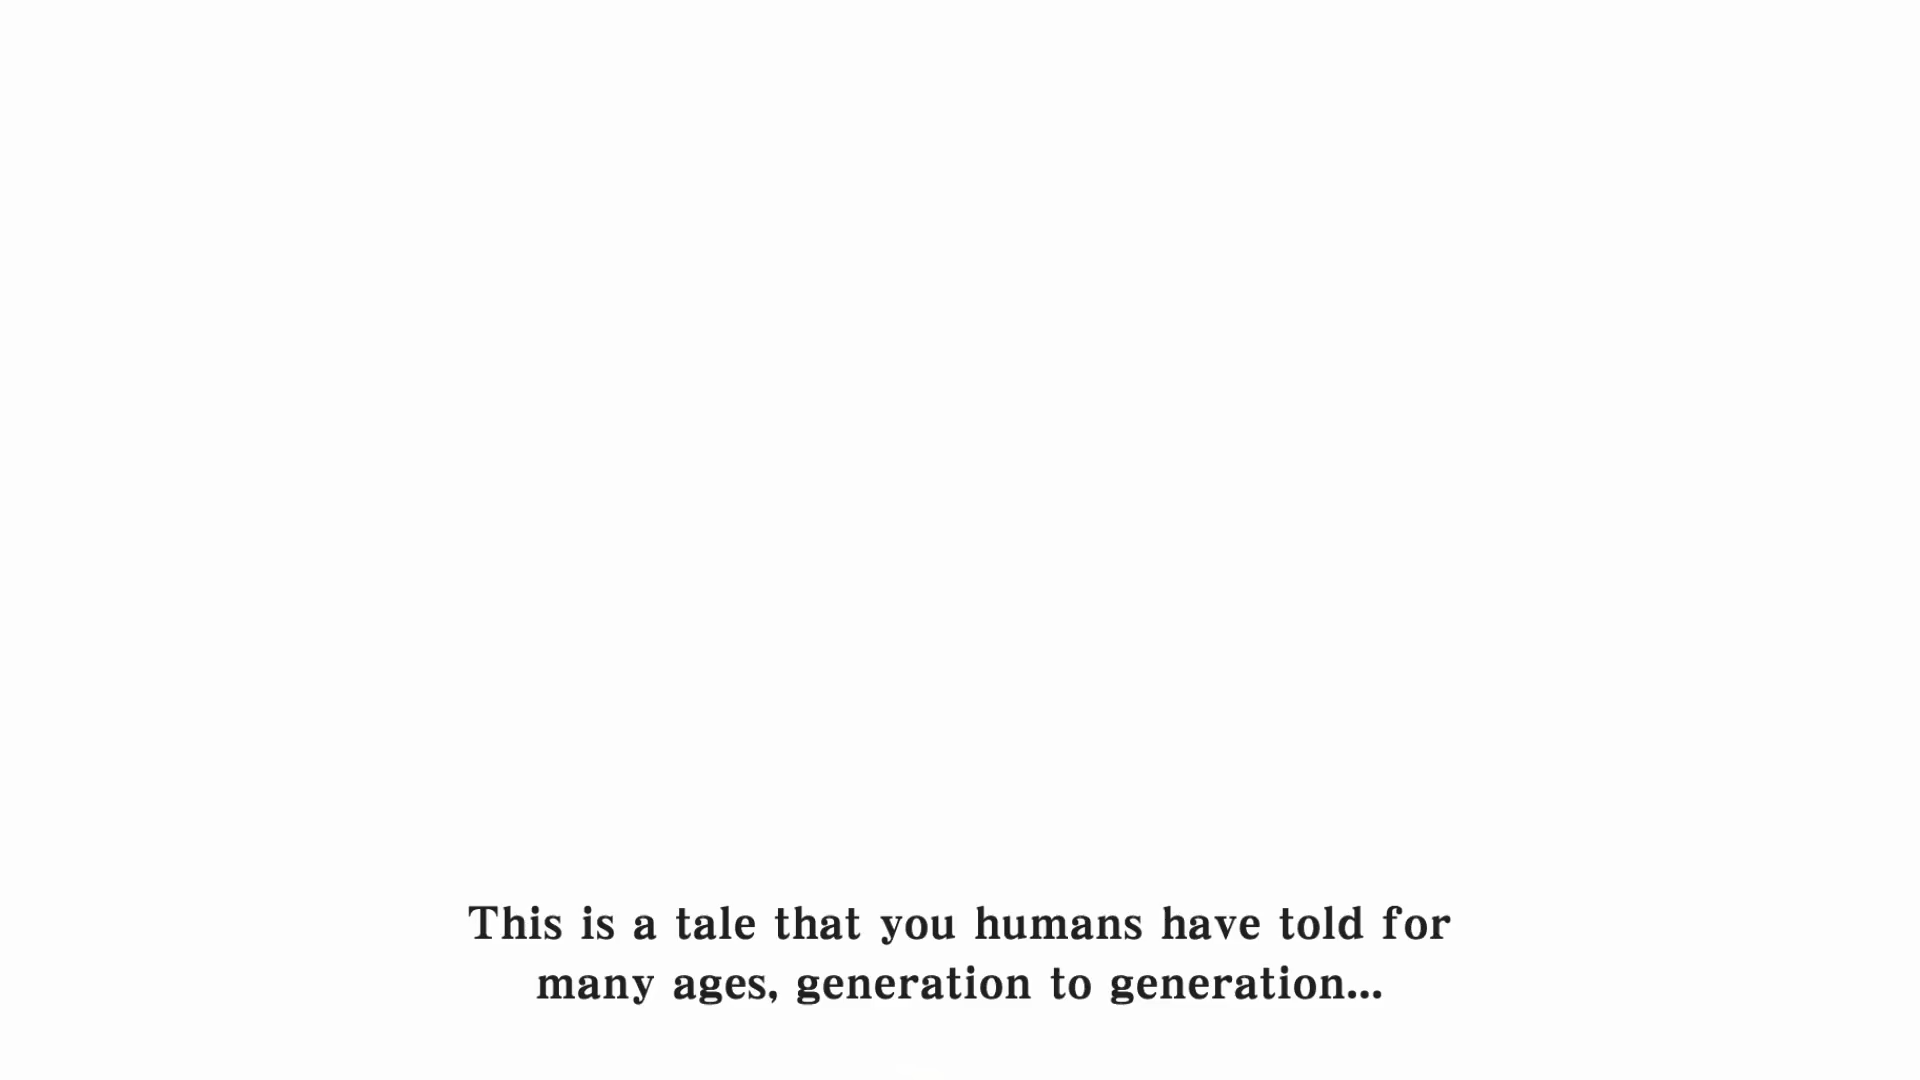 This is a tale that you humans have told for
many ages, generation to generation...